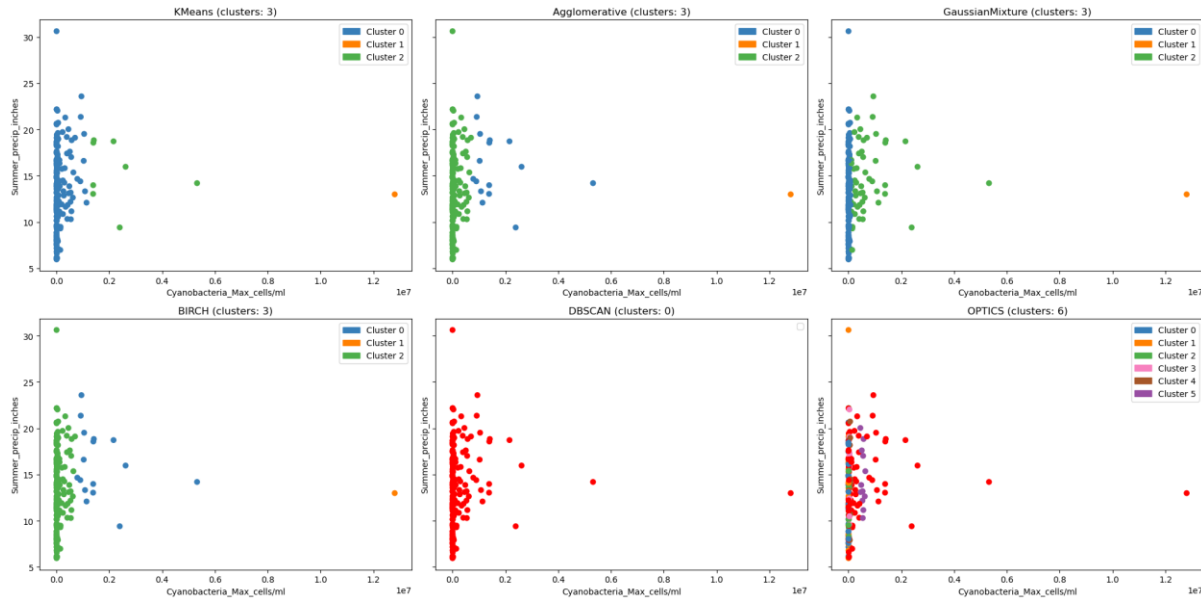 KMeans (clusters: 3)
30
25
20
15
10
5
Summer_precip_inches
Cluster 0
Cluster 1
Cluster 2
0.0 0.2 0.4 0.6 0.8 1.0 1.2
1e7
Cyanobacteria_Max_cells/ml
Agglomerative (clusters: 3)
Summer_precip_inches
Cluster 0
Cluster 1
Cluster 2
0.0 0.2 0.4 0.6 0.8 1.0 1.2
1e7
Cyanobacteria_Max_cells/ml
GaussianMixture (clusters: 3)
Summer_precip_inches
Cluster 0
Cluster 1
Cluster 2
0.0 0.2 0.4 0.6 0.8 1.0 1.2
1e7
Cyanobacteria_Max_cells/ml
BIRCH (clusters: 3)
30
25
20
15
10
5
Summer_precip_inches
Cluster 0
Cluster 1
Cluster 2
0.0 0.2 0.4 0.6 0.8 1.0 1.2
1e7
Cyanobacteria_Max_cells/ml
DBSCAN (clusters: 0)
Summer_precip_inches
0.0 0.2 0.4 0.6 0.8 1.0 1.2
1e7
Cyanobacteria_Max_cells/ml
OPTICS (clusters: 6)
Summer_precip_inches
Cluster 0
Cluster 1
Cluster 2
Cluster 3
Cluster 4
Cluster 5
0.0 0.2 0.4 0.6 0.8 1.0 1.2
1e7
Cyanobacteria_Max_cells/ml